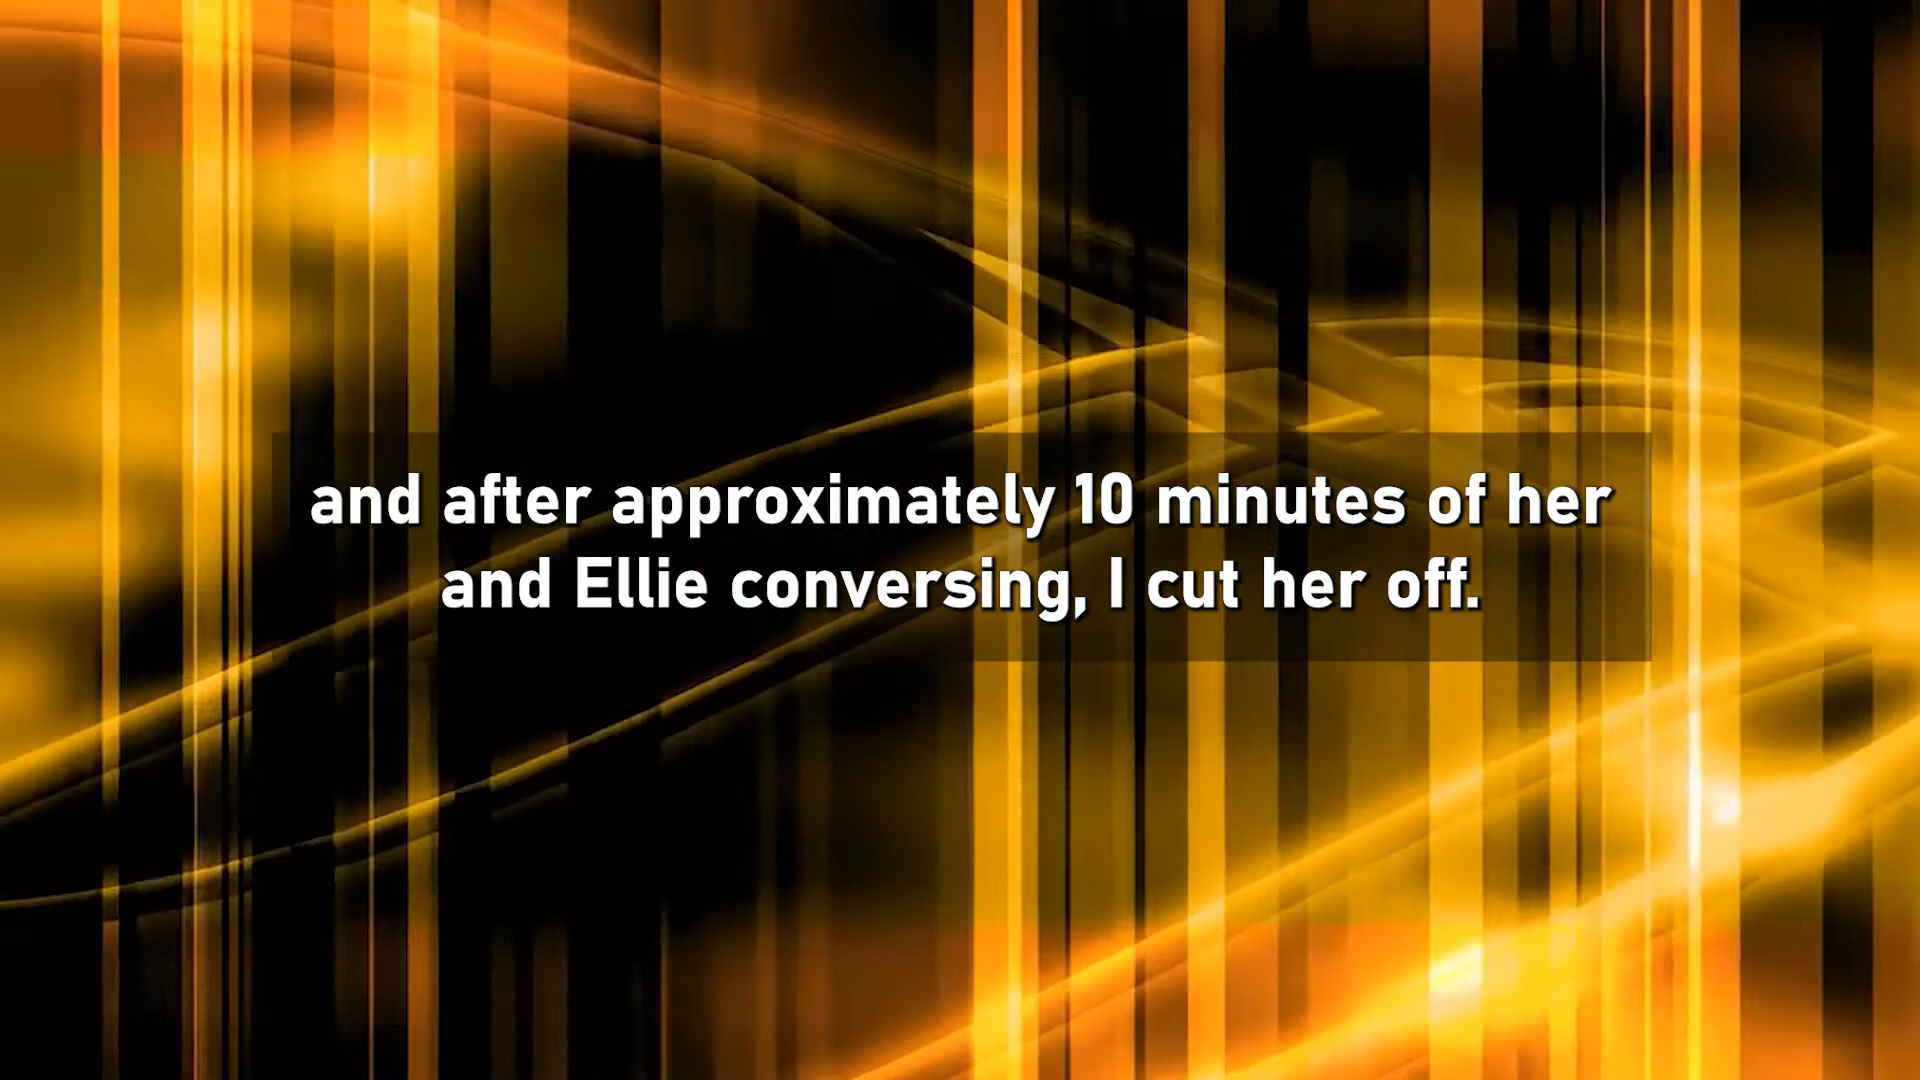 and after approximately 10 minutes of her
and Ellie conversing, I cut her off.